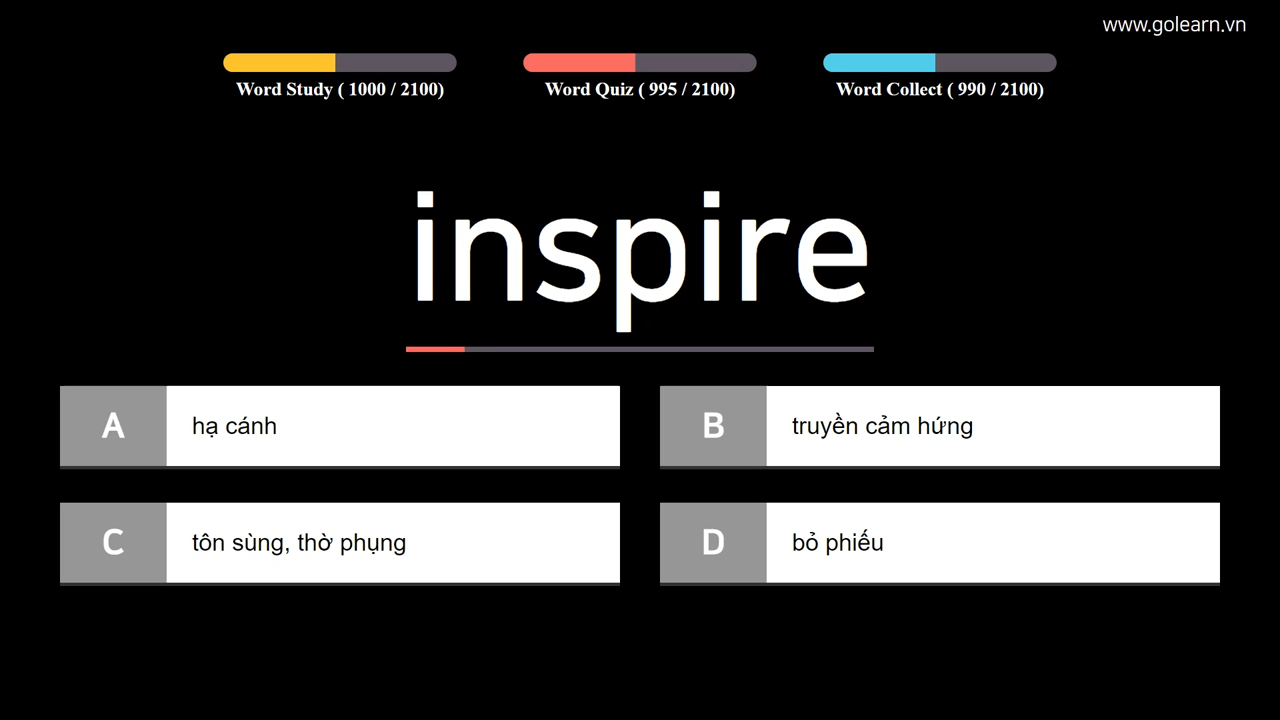 www.golearn.vn
Word Study ( 1000 / 2100)
Word Quiz ( 995 / 2100)
Word Collect ( 990 / 2100)
inspire
A hạ cánh
B truyền cảm hứng
C tôn sùng, thờ phụng
D bỏ phiếu